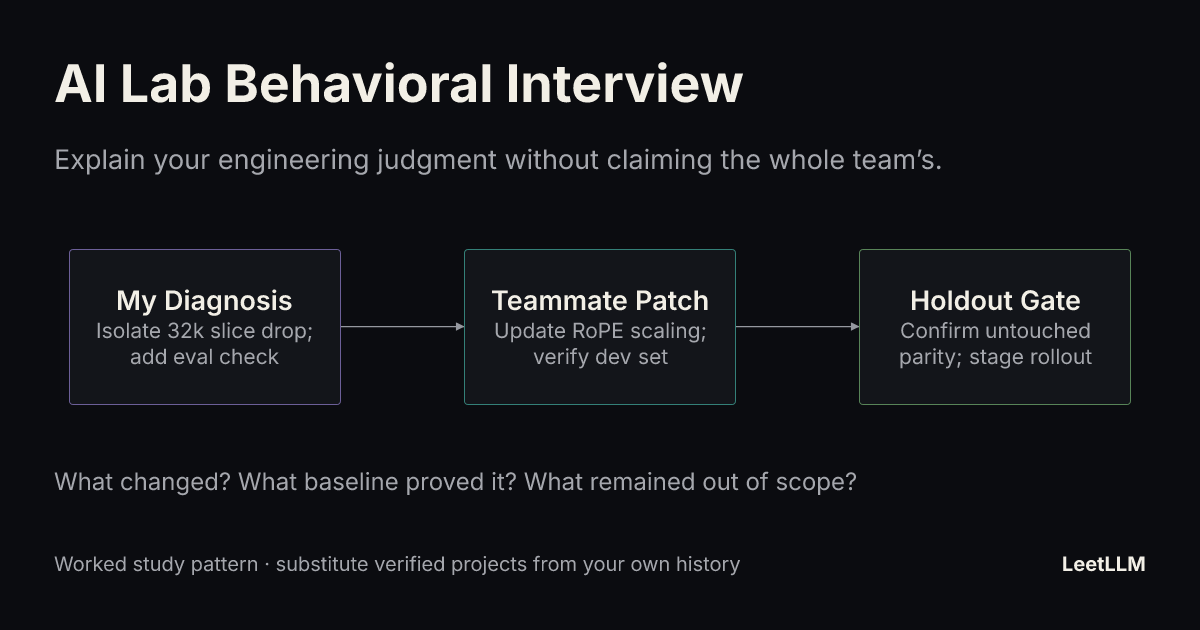 AI Lab Behavioral Interview
Explain your engineering judgment without claiming the whole team’s.
My Diagnosis
Isolate 32k slice drop;
add eval check
Teammate Patch
Update RoPE scaling;
verify dev set
Holdout Gate
Confirm untouched
parity; stage rollout
What changed? What baseline proved it? What remained out of scope?
Worked study pattern · substitute verified projects from your own history
LeetLLM